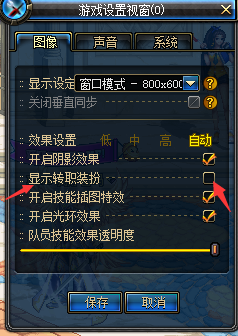 游戏设置视窗(0)
图像 声音 系统
显示设定 窗口模式 - 800x600
关闭垂直同步
效果设置 低 中 高 自动
开启阴影效果
显示转职装扮
开启技能插图特效
开启光环效果
队员技能效果透明度
保存 取消